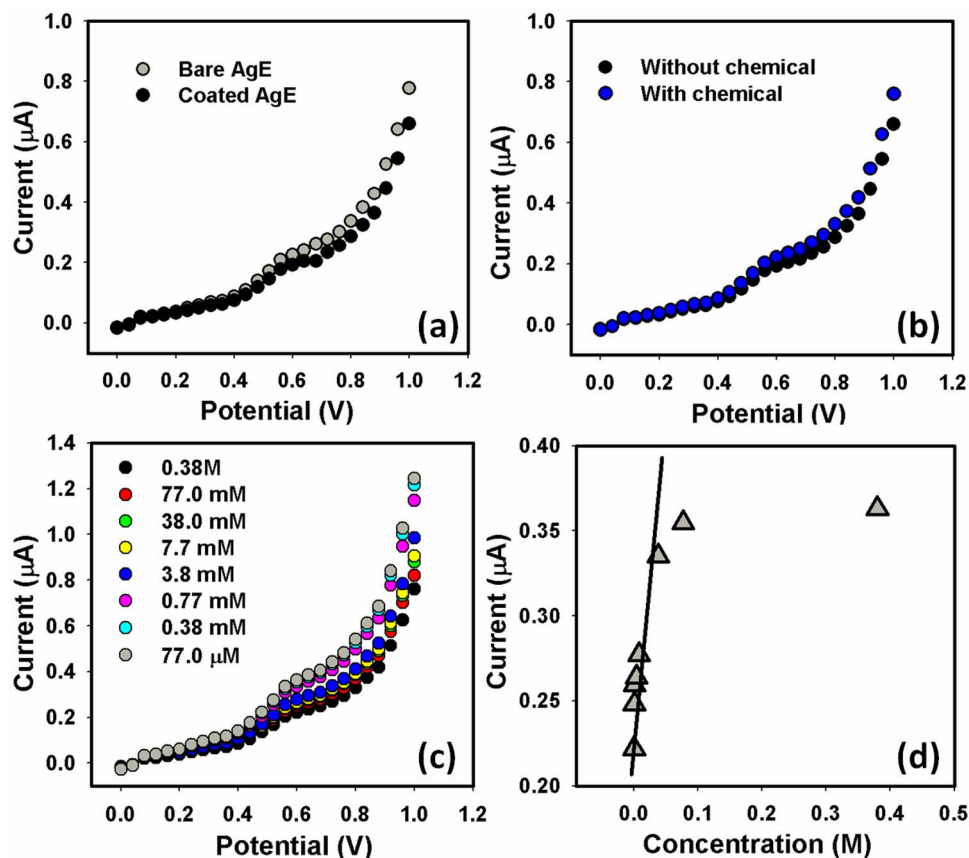 1.0
0.8
0.6
0.4
0.2
0.0
Current (μA)
Bare AgE
Coated AgE
(a)
0.0 0.2 0.4 0.6 0.8 1.0 1.2
Potential (V)
1.0
0.8
0.6
0.4
0.2
0.0
Current (μA)
Without chemical
With chemical
(b)
0.0 0.2 0.4 0.6 0.8 1.0 1.2
Potential (V)
1.4
1.2
1.0
0.8
0.6
0.4
0.2
0.0
Current (μA)
0.38M
77.0 mM
38.0 mM
7.7 mM
3.8 mM
0.77 mM
0.38 mM
77.0 μM
(c)
0.0 0.2 0.4 0.6 0.8 1.0 1.2
Potential (V)
0.40
0.35
0.30
0.25
0.20
Current (μA)
(d)
0.0 0.1 0.2 0.3 0.4 0.5
Concentration (M)